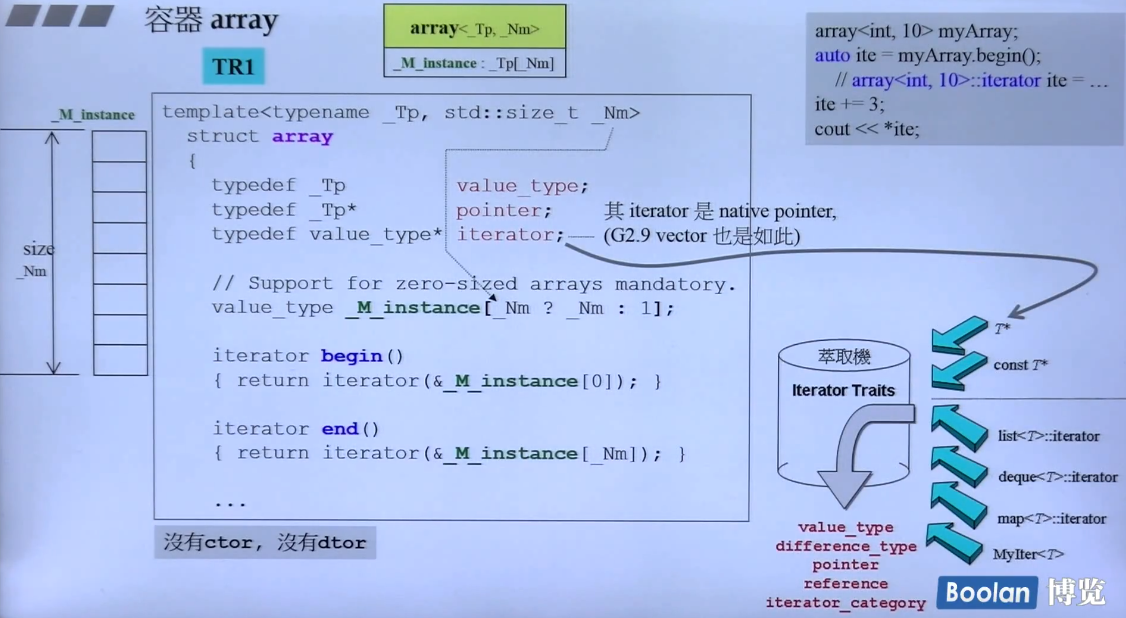 容器 array
TR1
array<_Tp, _Nm>
_M_instance : _Tp[_Nm]
array<int, 10> myArray;
auto ite = myArray.begin();
// array<int, 10>::iterator ite = …
ite += 3;
cout << *ite;
_M_instance
size
_Nm
template<typename _Tp, std::size_t _Nm>
struct array
{
typedef _Tp value_type;
typedef _Tp* pointer;
typedef value_type* iterator;
其 iterator 是 native pointer,
(G2.9 vector 也是如此)
// Support for zero-sized arrays mandatory.
value_type _M_instance[_Nm ? _Nm : 1];
iterator begin()
{ return iterator(&_M_instance[0]); }
iterator end()
{ return iterator(&_M_instance[_Nm]); }
...
沒有ctor, 沒有dtor
萃取機
Iterator Traits
T*
const T*
list<T>::iterator
deque<T>::iterator
map<T>::iterator
MyIter<T>
value_type
difference_type
pointer
reference
iterator_category
Boolan 博览